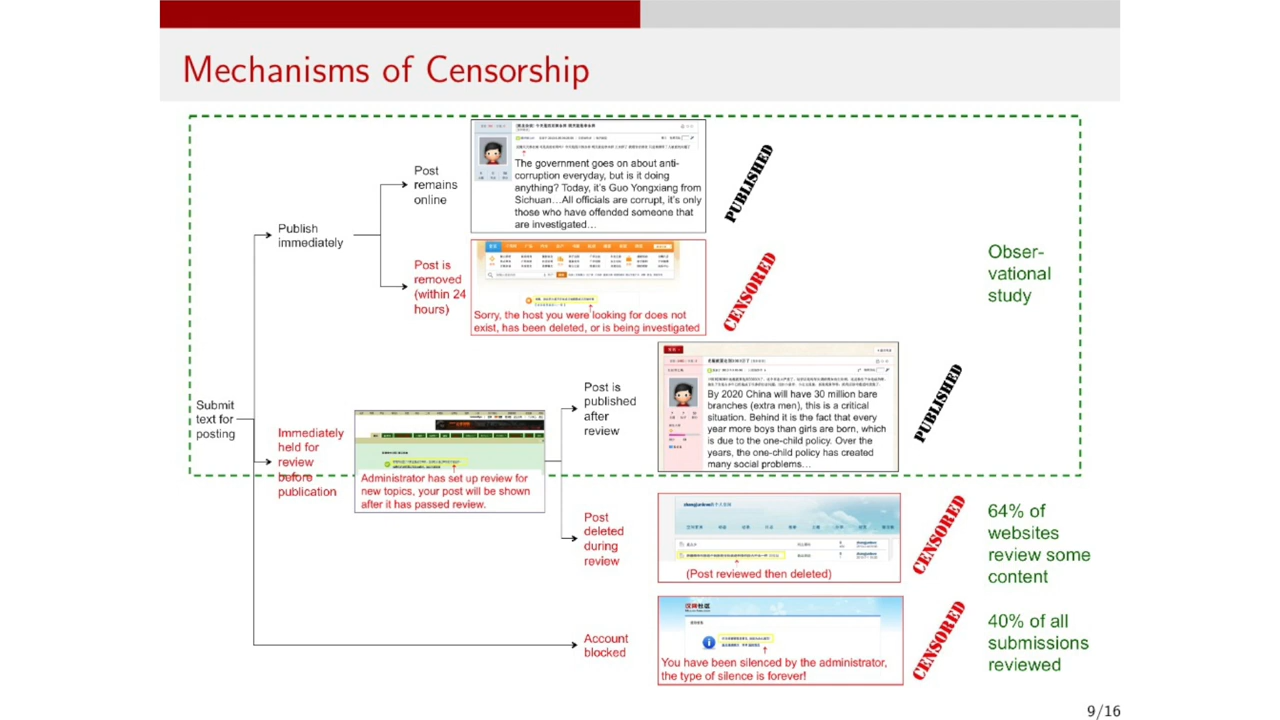 Mechanisms of Censorship
Post
remains
online
The government goes on about anti-
corruption everyday, but is it doing
anything? Today, it's Guo Yongxiang from
Sichuan…All officials are corrupt, it's only
those who have offended someone that
are investigated…
PUBLISHED
Publish
immediately
Post is
removed
(within 24
hours)
Sorry, the host you were looking for does not
exist, has been deleted, or is being investigated
CENSORED
Obser-
vational
study
Submit
text for
posting
Immediately
held for
review
before
publication
Administrator has set up review for
new topics, your post will be shown
after it has passed review.
Post is
published
after
review
By 2020 China will have 30 million bare
branches (extra men), this is a critical
situation. Behind it is the fact that every
year more boys than girls are born, which
is due to the one-child policy. Over the
years, the one-child policy has created
many social problems…
PUBLISHED
Post
deleted
during
review
(Post reviewed then deleted)
CENSORED
64% of
websites
review some
content
Account
blocked
You have been silenced by the administrator,
the type of silence is forever!
CENSORED
40% of all
submissions
reviewed
9/16